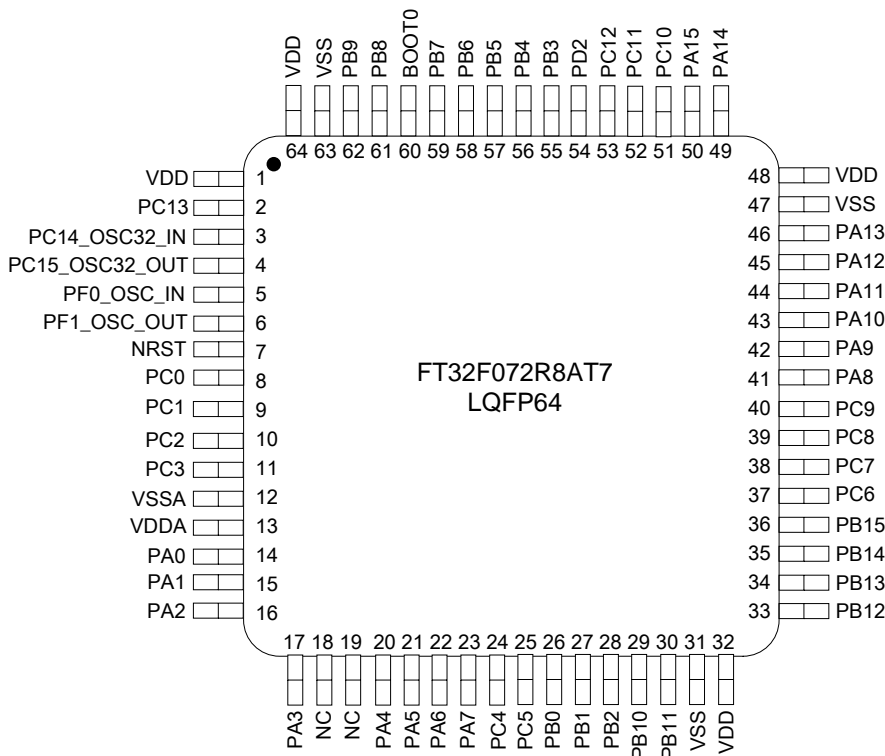 VDD
VSS
PB9
PB8
BOOT0
PB7
PB6
PB5
PB4
PB3
PD2
PC12
PC11
PC10
PA15
PA14
64 63 62 61 60 59 58 57 56 55 54 53 52 51 50 49
VDD 1
PC13 2
PC14_OSC32_IN 3
PC15_OSC32_OUT 4
PF0_OSC_IN 5
PF1_OSC_OUT 6
NRST 7
PC0 8
PC1 9
PC2 10
PC3 11
VSSA 12
VDDA 13
PA0 14
PA1 15
PA2 16
FT32F072R8AT7
LQFP64
48 VDD
47 VSS
46 PA13
45 PA12
44 PA11
43 PA10
42 PA9
41 PA8
40 PC9
39 PC8
38 PC7
37 PC6
36 PB15
35 PB14
34 PB13
33 PB12
17 18 19 20 21 22 23 24 25 26 27 28 29 30 31 32
PA3
NC
NC
PA4
PA5
PA6
PA7
PC4
PC5
PB0
PB1
PB2
PB10
PB11
VSS
VDD